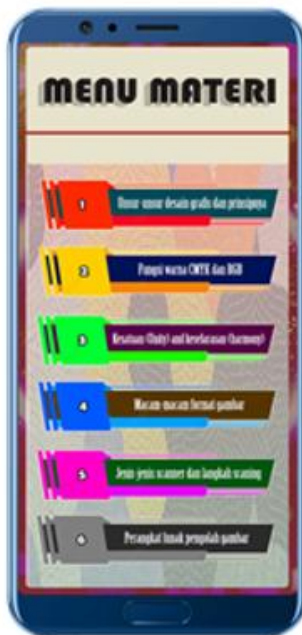 MENU MATERI
1 Unsur-unsur desain grafis dan prinsipnya
2 Fungsi warna CMYK dan RGB
3 Kesatuan (Unity) and keselarasan (harmony)
4 Macam-macam format gambar
5 Jenis-jenis scanner dan langkah scaning
6 Perangkat lunak pengolah gambar